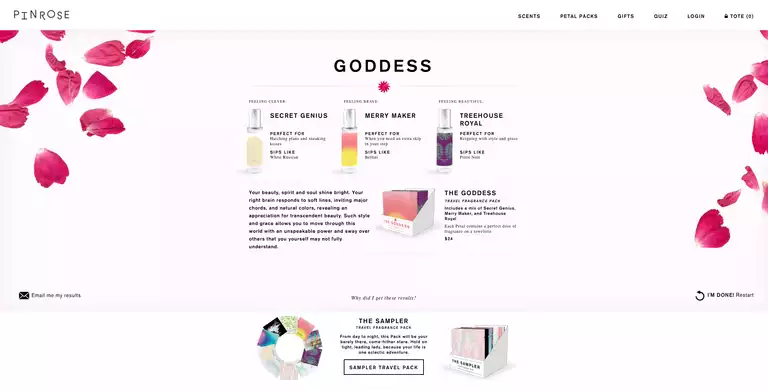 PINROSE
SCENTS PETAL PACKS GIFTS QUIZ LOGIN TOTE (0)
GODDESS
FEELING CLEVER:
SECRET GENIUS
PERFECT FOR
Hatching plans and sneaking
kisses
SIPS LIKE
White Russian
FEELING BRAVE:
MERRY MAKER
PERFECT FOR
When you need an extra skip
in your step
SIPS LIKE
Bellini
FEELING BEAUTIFUL:
TREEHOUSE
ROYAL
PERFECT FOR
Reigning with style and grace
SIPS LIKE
Pinot Noir
Your beauty, spirit and soul shine bright. Your
right brain responds to soft lines, inviting major
chords, and natural colors, revealing an
appreciation for transcendent beauty. Such style
and grace allows you to move through this
world with an unspeakable power and sway over
others that you yourself may not fully
understand.
THE GODDESS
TRAVEL FRAGRANCE PACK
Includes a mix of Secret Genius,
Merry Maker, and Treehouse
Royal
Each Petal contains a perfect dose of
fragrance on a towelette
$24
Email me my results
Why did I get these results?
I'M DONE! Restart
THE SAMPLER
TRAVEL FRAGRANCE PACK
From day to night, this Pack will be your
barely there, come-hither stare. Hold on
tight, leading lady, because your life is
one eclectic adventure.
SAMPLER TRAVEL PACK
THE SAMPLER